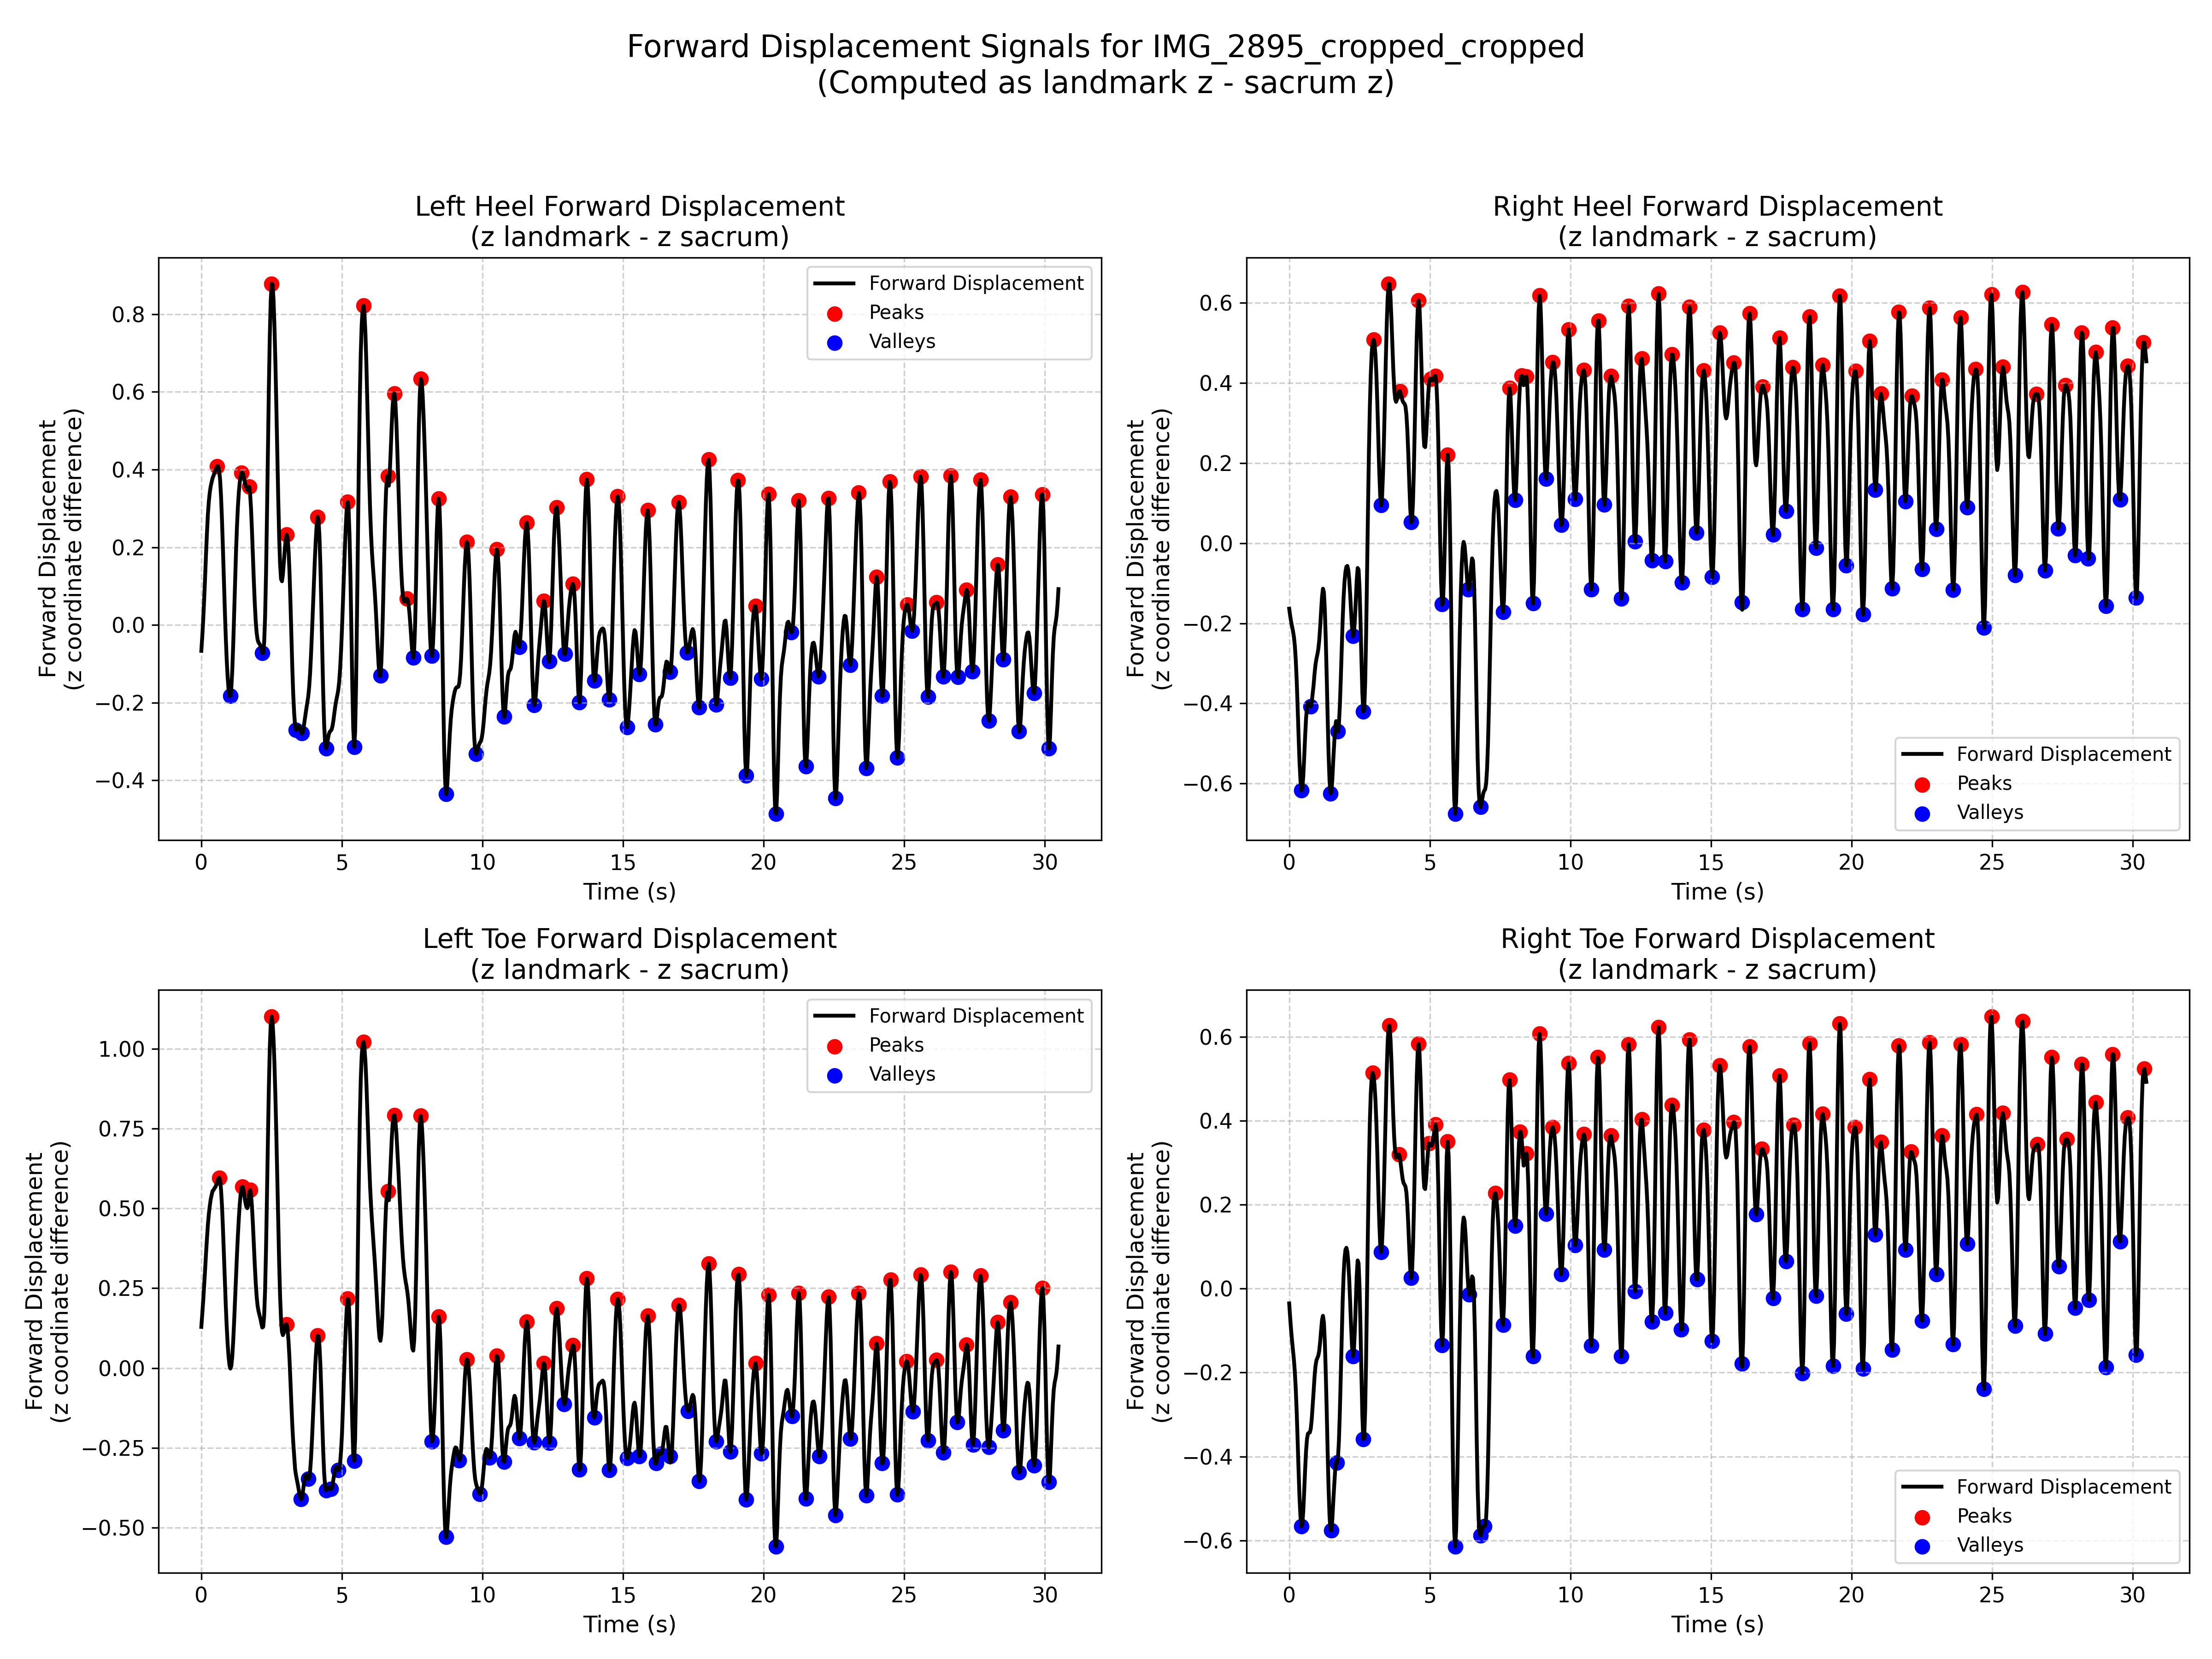 Forward Displacement Signals for IMG_2895_cropped_cropped
(Computed as landmark z - sacrum z)
Left Heel Forward Displacement
(z landmark - z sacrum)
Forward Displacement
(z coordinate difference)
0.8
0.6
0.4
0.2
0.0
−0.2
−0.4
Forward Displacement
Peaks
Valleys
0
5
10
15
20
25
30
Time (s)
Right Heel Forward Displacement
(z landmark - z sacrum)
Forward Displacement
(z coordinate difference)
0.6
0.4
0.2
0.0
−0.2
−0.4
−0.6
Forward Displacement
Peaks
Valleys
0
5
10
15
20
25
30
Time (s)
Left Toe Forward Displacement
(z landmark - z sacrum)
Forward Displacement
(z coordinate difference)
1.00
0.75
0.50
0.25
0.00
−0.25
−0.50
Forward Displacement
Peaks
Valleys
0
5
10
15
20
25
30
Time (s)
Right Toe Forward Displacement
(z landmark - z sacrum)
Forward Displacement
(z coordinate difference)
0.6
0.4
0.2
0.0
−0.2
−0.4
−0.6
Forward Displacement
Peaks
Valleys
0
5
10
15
20
25
30
Time (s)